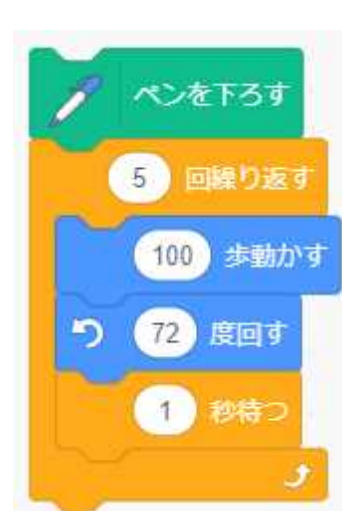 ペンを下ろす
5 回繰り返す
100 歩動かす
72 度回す
1 秒待つ